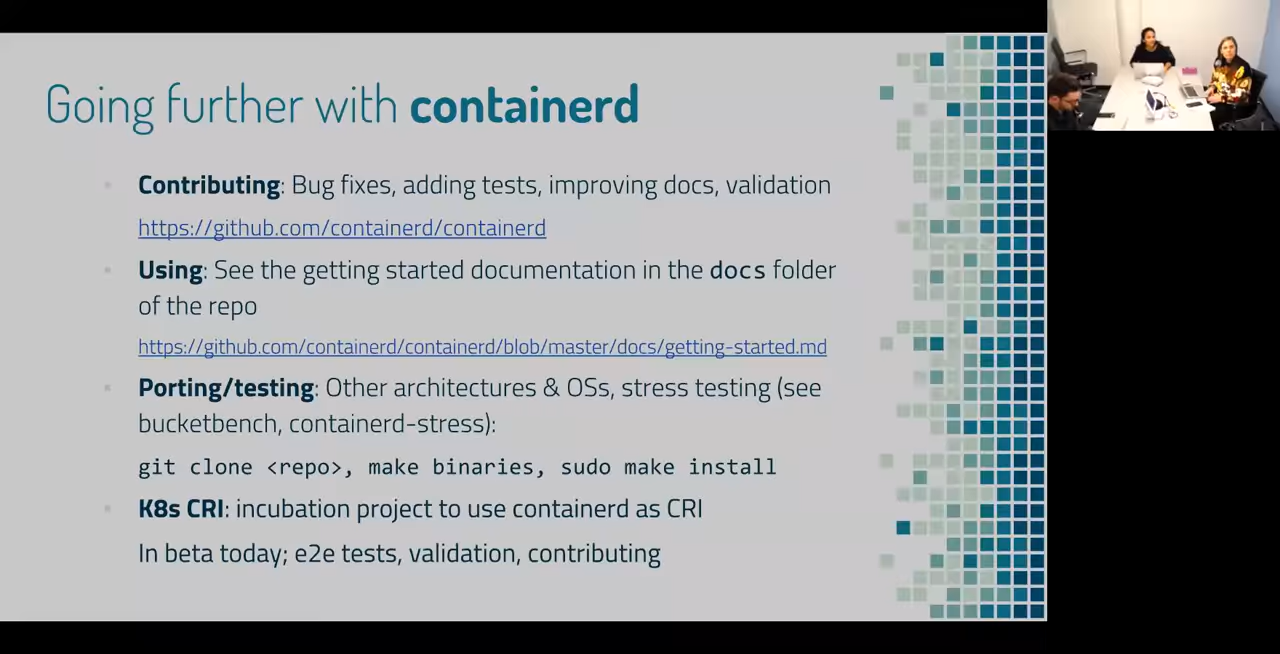 Going further with containerd
Contributing: Bug fixes, adding tests, improving docs, validation
https://github.com/containerd/containerd
Using: See the getting started documentation in the docs folder
of the repo
https://github.com/containerd/containerd/blob/master/docs/getting-started.md
Porting/testing: Other architectures & OSs, stress testing (see
bucketbench, containerd-stress):
git clone <repo>, make binaries, sudo make install
K8s CRI: incubation project to use containerd as CRI
In beta today; e2e tests, validation, contributing